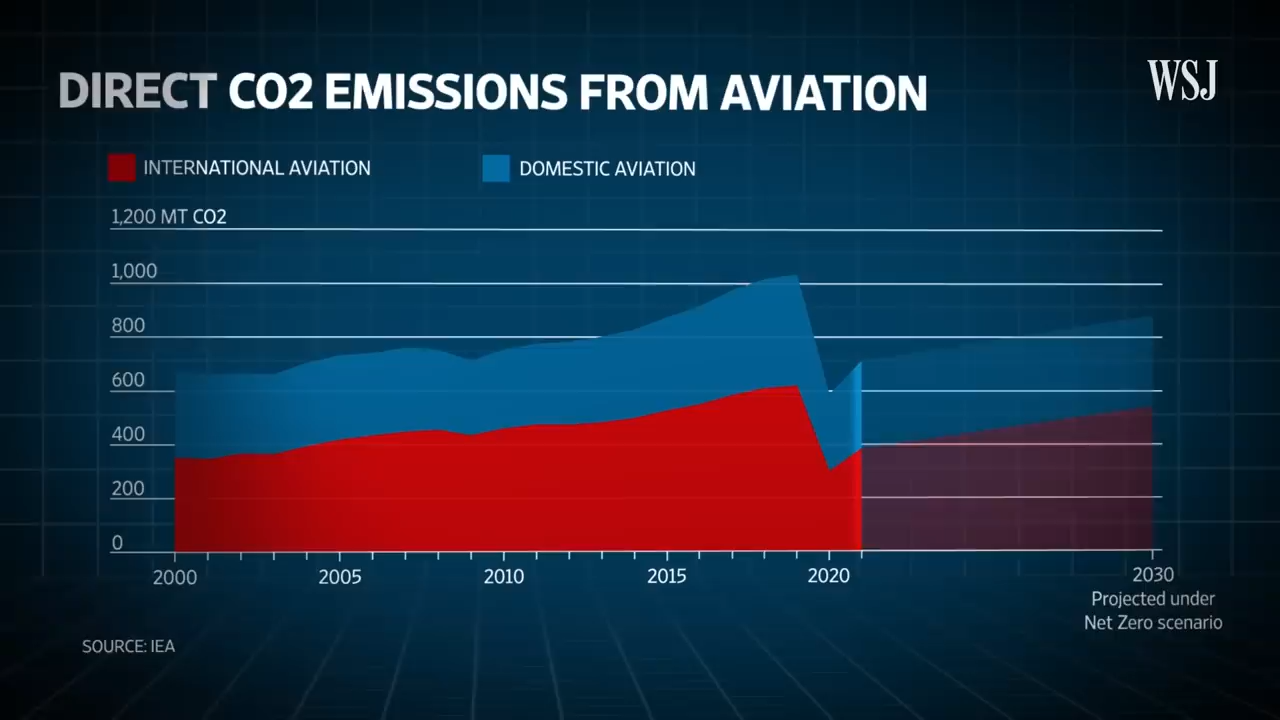 DIRECT CO2 EMISSIONS FROM AVIATION
WSJ
INTERNATIONAL AVIATION
DOMESTIC AVIATION
1,200 MT CO2
1,000
800
600
400
200
0
2000 2005 2010 2015 2020 2030
Projected under
Net Zero scenario
SOURCE: IEA